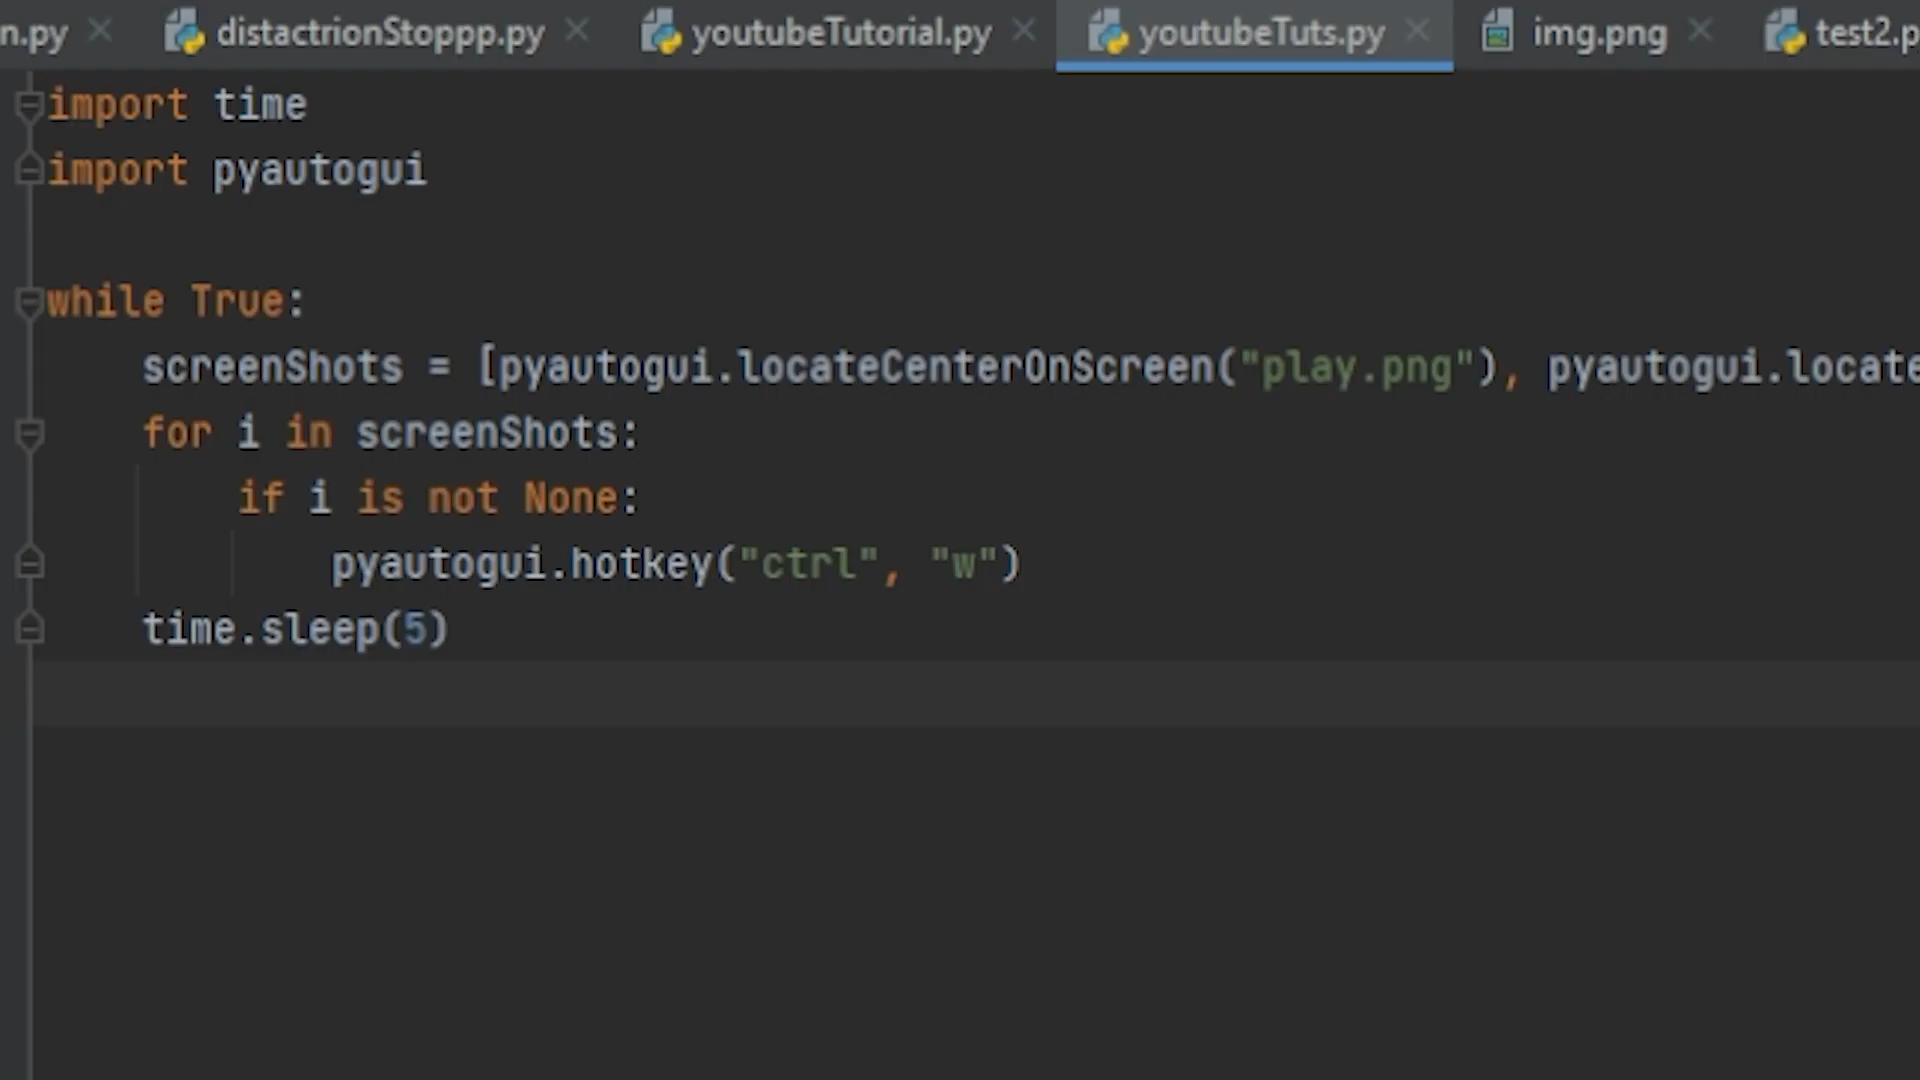 n.py distactrionStoppp.py youtubeTutorial.py youtubeTuts.py img.png test2.p
import time
import pyautogui
while True:
screenShots = [pyautogui.locateCenterOnScreen("play.png"), pyautogui.locate
for i in screenShots:
if i is not None:
pyautogui.hotkey("ctrl", "w")
time.sleep(5)